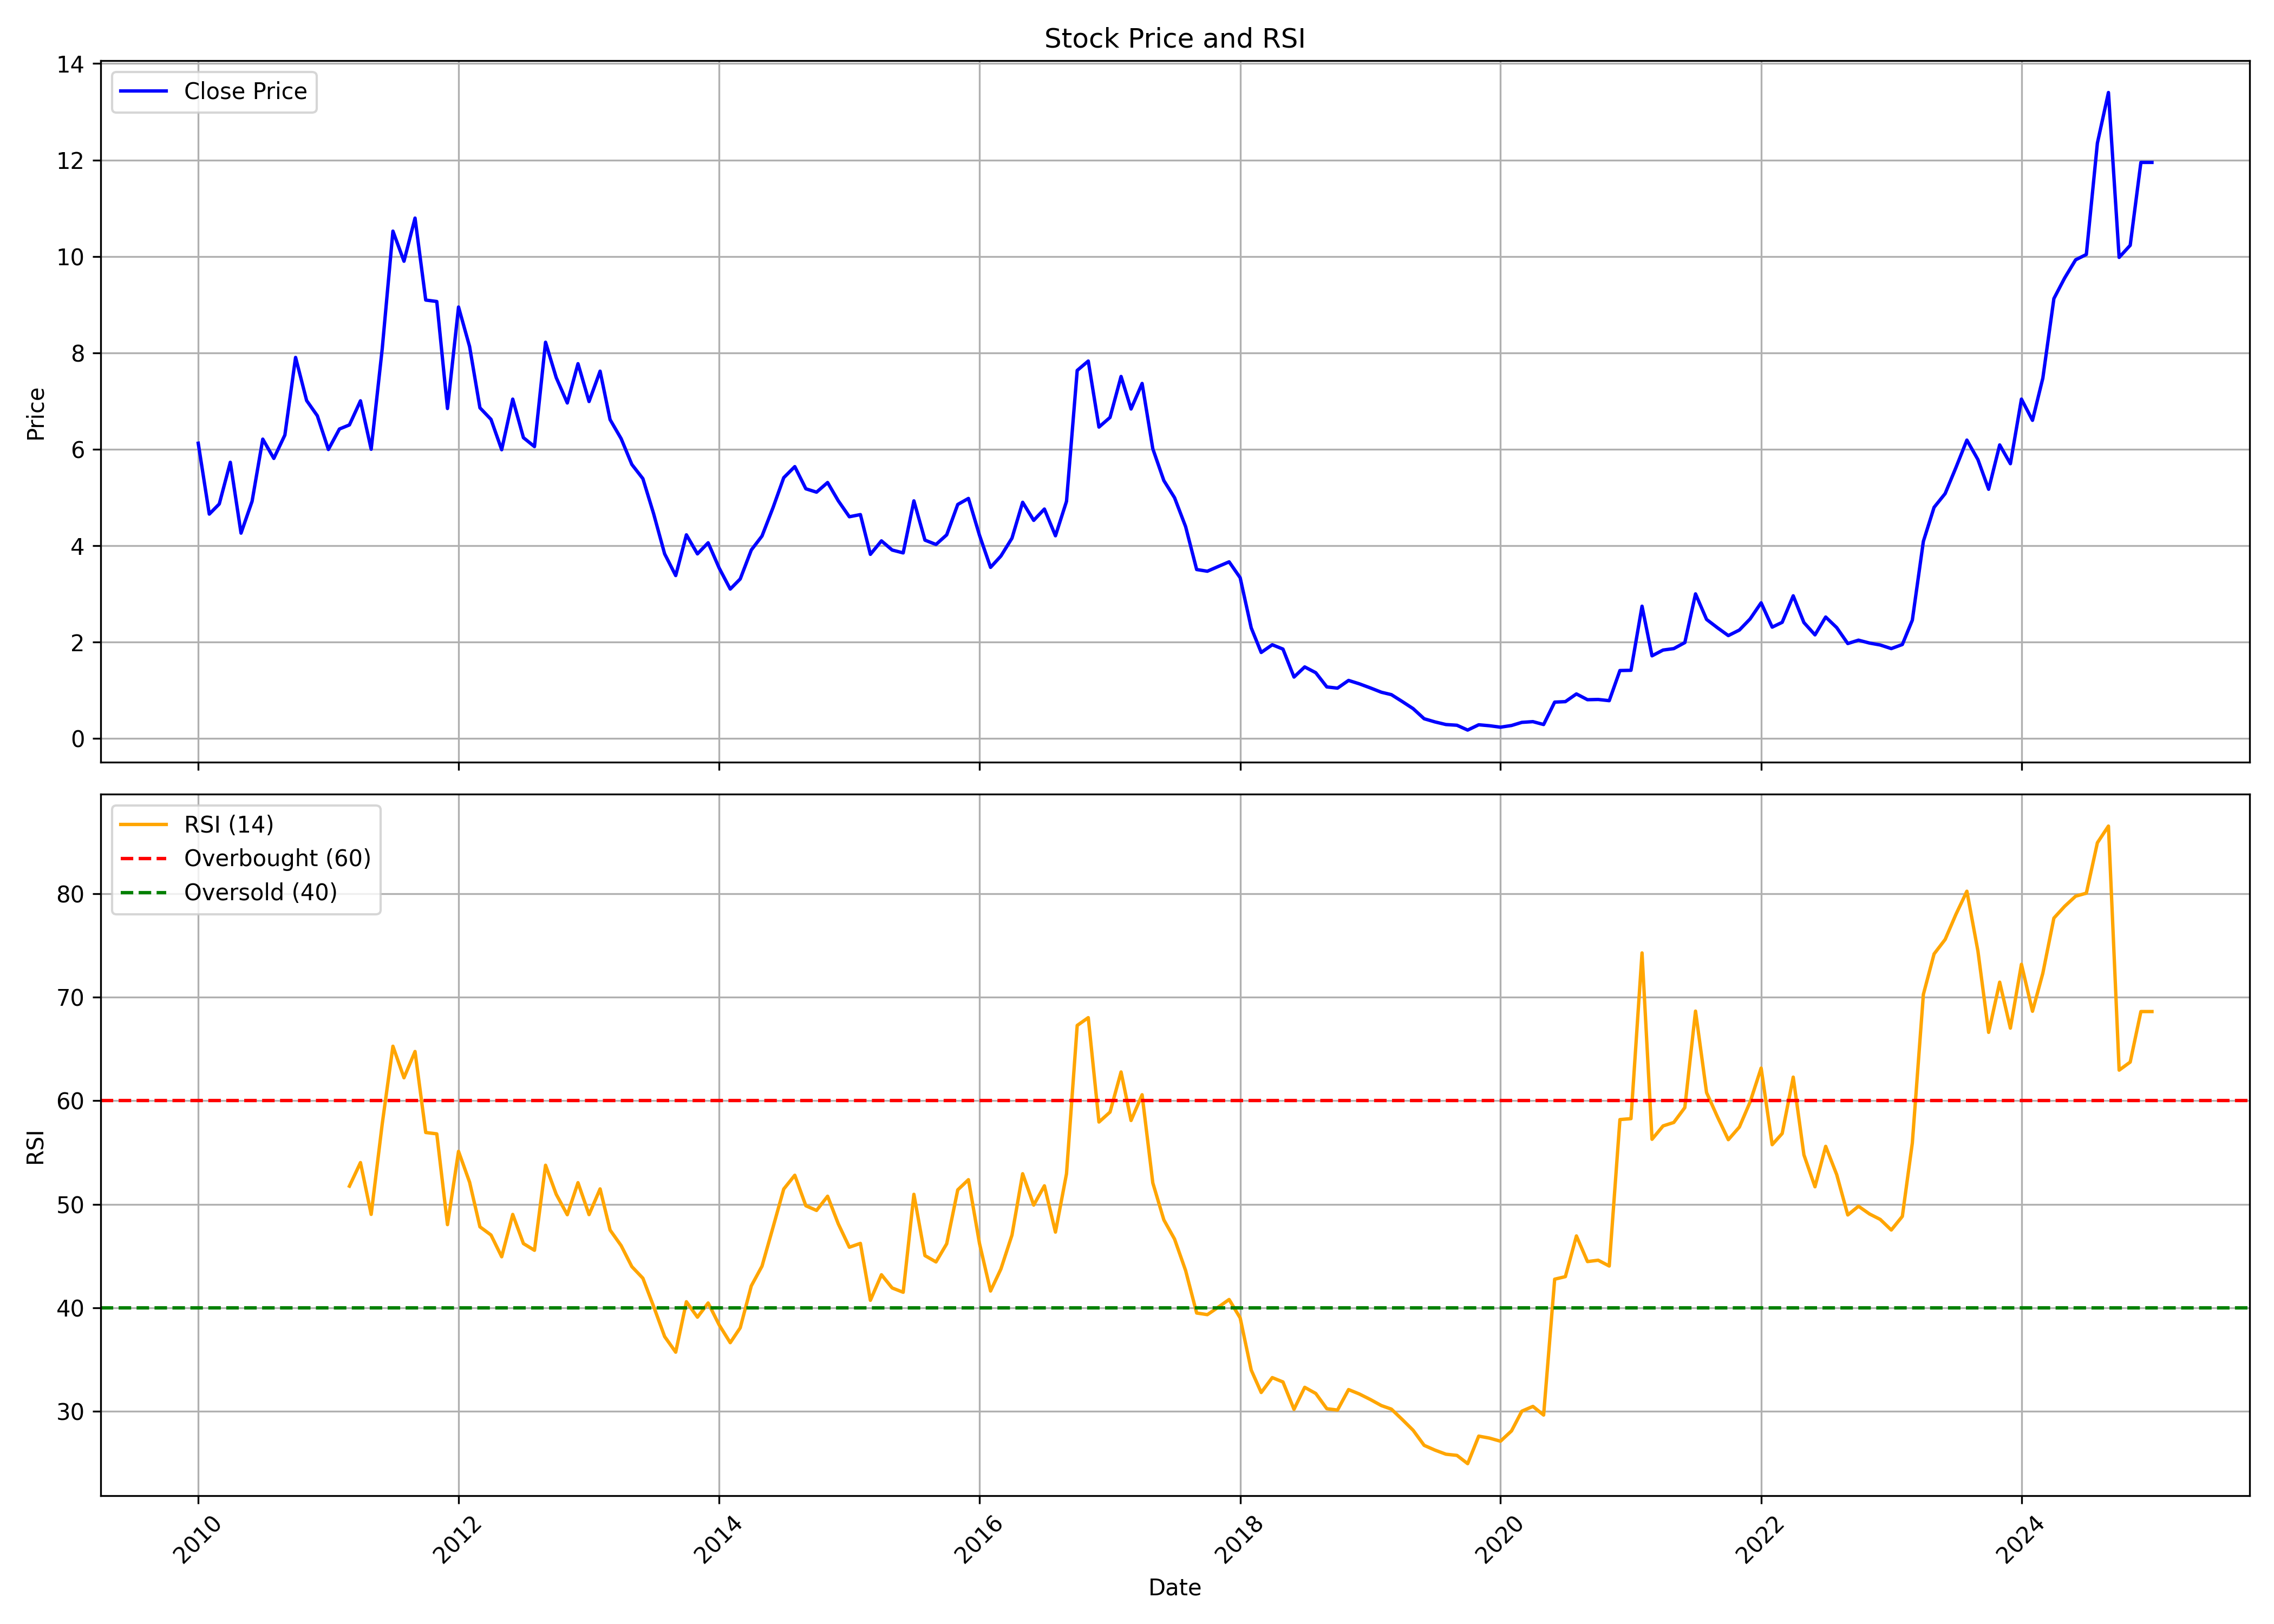 Stock Price and RSI
Close Price
Price
14
12
10
8
6
4
2
0
RSI (14)
Overbought (60)
Oversold (40)
RSI
80
70
60
50
40
30
2010
2012
2014
2016
2018
2020
2022
2024
Date